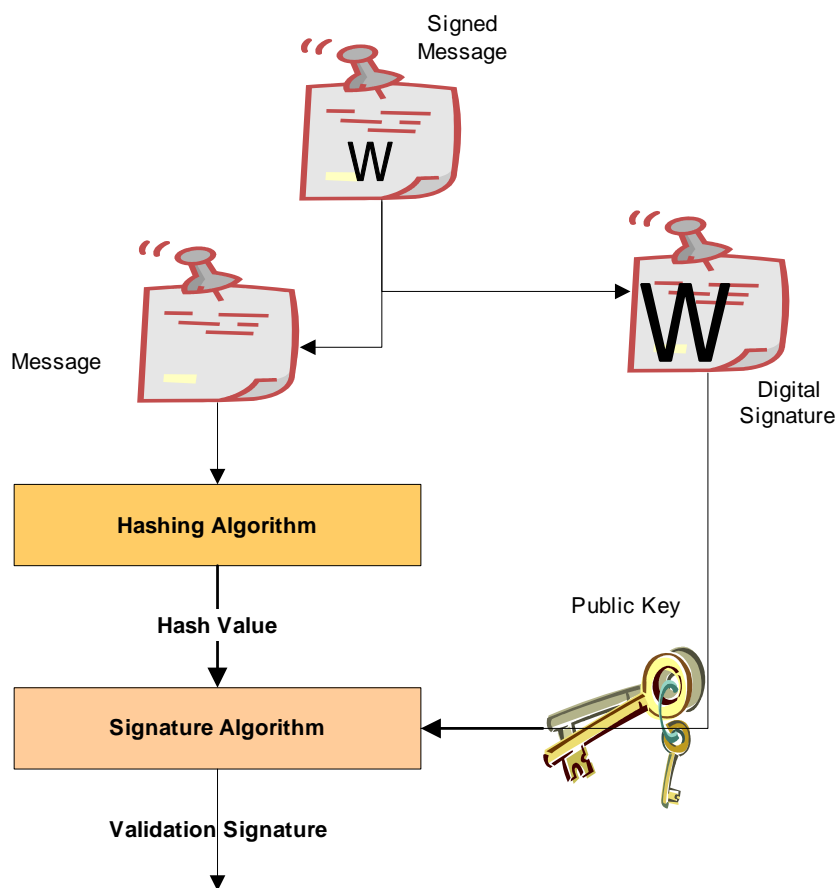 Signed
Message
W
W
Message
Digital
Signature
Hashing Algorithm
Public Key
Hash Value
Signature Algorithm
Validation Signature